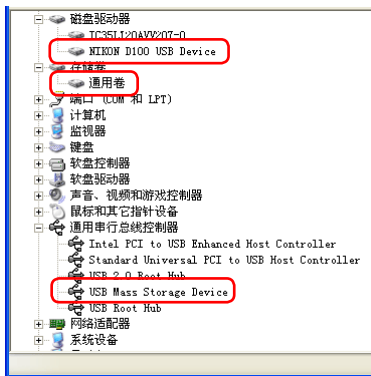 磁盘驱动器
IC35L120AVV207-0
NIKON D100 USB Device
存储卷
通用卷
端口 (COM 和 LPT)
计算机
监视器
键盘
软盘控制器
软盘驱动器
声音、视频和游戏控制器
鼠标和其它指针设备
通用串行总线控制器
Intel PCI to USB Enhanced Host Controller
Standard Universal PCI to USB Host Controller
USB 2.0 Root Hub
USB Mass Storage Device
USB Root Hub
网络适配器
系统设备